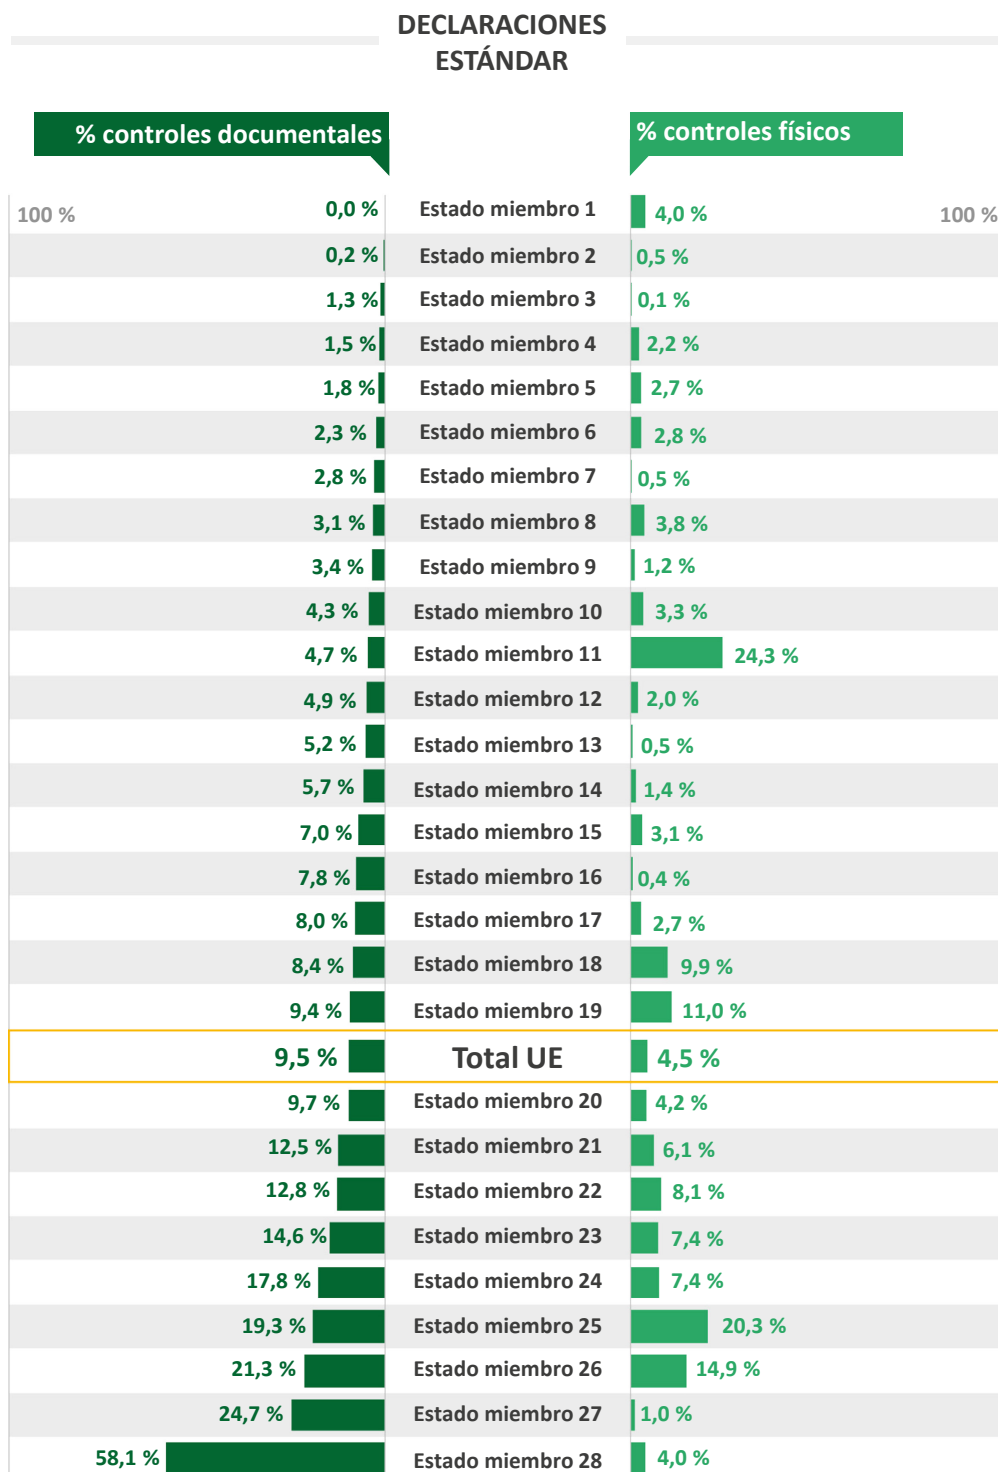 DECLARACIONES
ESTÁNDAR
% controles documentales % controles físicos
100 % 0,0 % Estado miembro 1 4,0 % 100 %
0,2 % Estado miembro 2 0,5 %
1,3 % Estado miembro 3 0,1 %
1,5 % Estado miembro 4 2,2 %
1,8 % Estado miembro 5 2,7 %
2,3 % Estado miembro 6 2,8 %
2,8 % Estado miembro 7 0,5 %
3,1 % Estado miembro 8 3,8 %
3,4 % Estado miembro 9 1,2 %
4,3 % Estado miembro 10 3,3 %
4,7 % Estado miembro 11 24,3 %
4,9 % Estado miembro 12 2,0 %
5,2 % Estado miembro 13 0,5 %
5,7 % Estado miembro 14 1,4 %
7,0 % Estado miembro 15 3,1 %
7,8 % Estado miembro 16 0,4 %
8,0 % Estado miembro 17 2,7 %
8,4 % Estado miembro 18 9,9 %
9,4 % Estado miembro 19 11,0 %
9,5 % Total UE 4,5 %
9,7 % Estado miembro 20 4,2 %
12,5 % Estado miembro 21 6,1 %
12,8 % Estado miembro 22 8,1 %
14,6 % Estado miembro 23 7,4 %
17,8 % Estado miembro 24 7,4 %
19,3 % Estado miembro 25 20,3 %
21,3 % Estado miembro 26 14,9 %
24,7 % Estado miembro 27 1,0 %
58,1 % Estado miembro 28 4,0 %